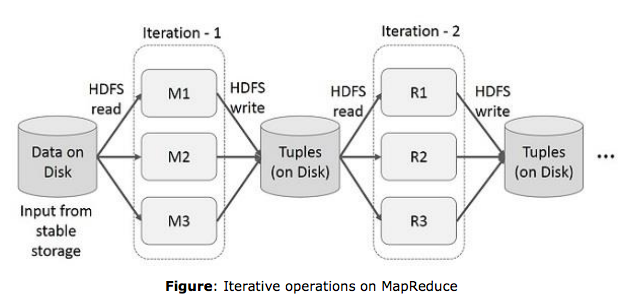 Iteration - 1
Iteration - 2
HDFS
read
HDFS
write
HDFS
read
HDFS
write
M1
R1
Data on
Disk
M2
Tuples
(on Disk)
R2
Tuples
(on Disk)
...
M3
R3
Input from
stable
storage
Figure: Iterative operations on MapReduce